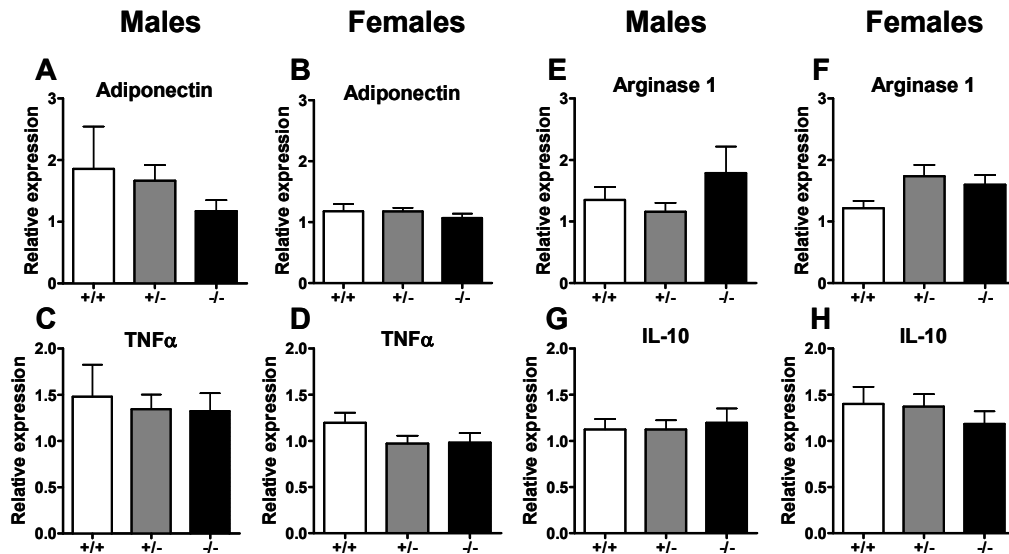 Males
Females
Males
Females
A
Adiponectin
Relative expression
3
2
1
0
+/+
+/-
-/-
B
Adiponectin
Relative expression
3
2
1
0
+/+
+/-
-/-
E
Arginase 1
Relative expression
3
2
1
0
+/+
+/-
-/-
F
Arginase 1
Relative expression
3
2
1
0
+/+
+/-
-/-
C
TNFα
Relative expression
2.0
1.5
1.0
0.5
0.0
+/+
+/-
-/-
D
TNFα
Relative expression
2.0
1.5
1.0
0.5
0.0
+/+
+/-
-/-
G
IL-10
Relative expression
2.0
1.5
1.0
0.5
0.0
+/+
+/-
-/-
H
IL-10
Relative expression
2.0
1.5
1.0
0.5
0.0
+/+
+/-
-/-